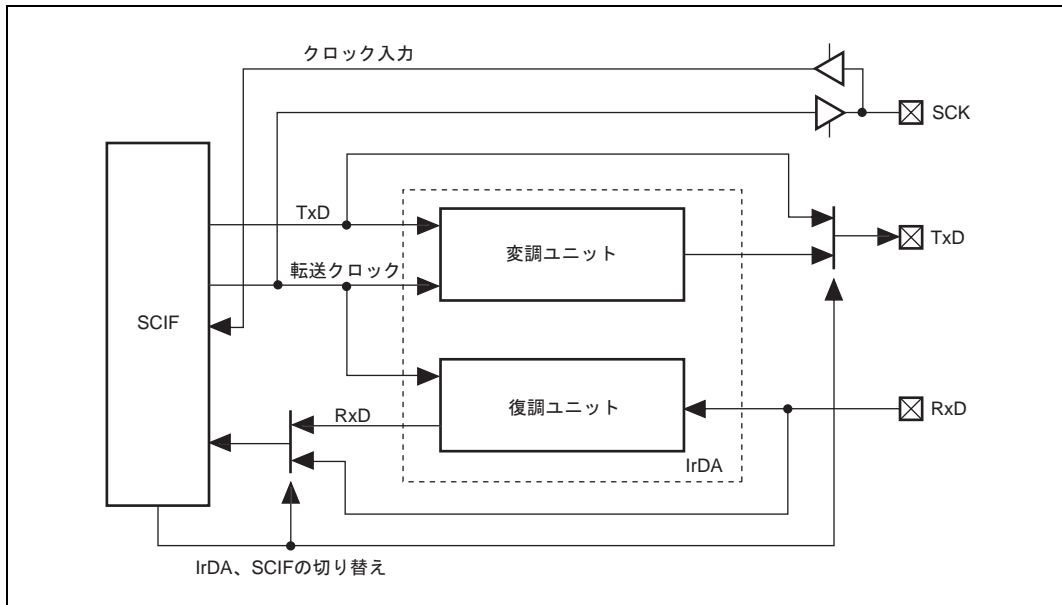 クロック入力
SCK
TxD
変調ユニット
TxD
転送クロック
SCIF
復調ユニット
RxD
RxD
IrDA
IrDA、SCIFの切り替え